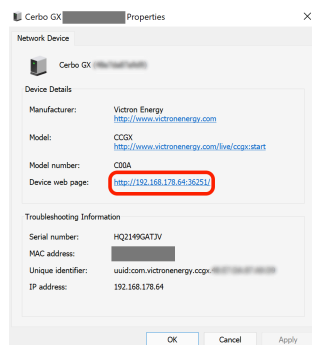 Cerbo GX Properties
Network Device
Cerbo GX
Device Details
Manufacturer: Victron Energy
http://www.victronenergy.com
Model: CCGX
http://www.victronenergy.com/live/ccgx:start
Model number: C00A
Device web page: http://192.168.178.64:36251/
Troubleshooting Information
Serial number: HQ2149GATJV
MAC address:
Unique identifier: uuid:com.victronenergy.ccgx.
IP address: 192.168.178.64
OK Cancel Apply